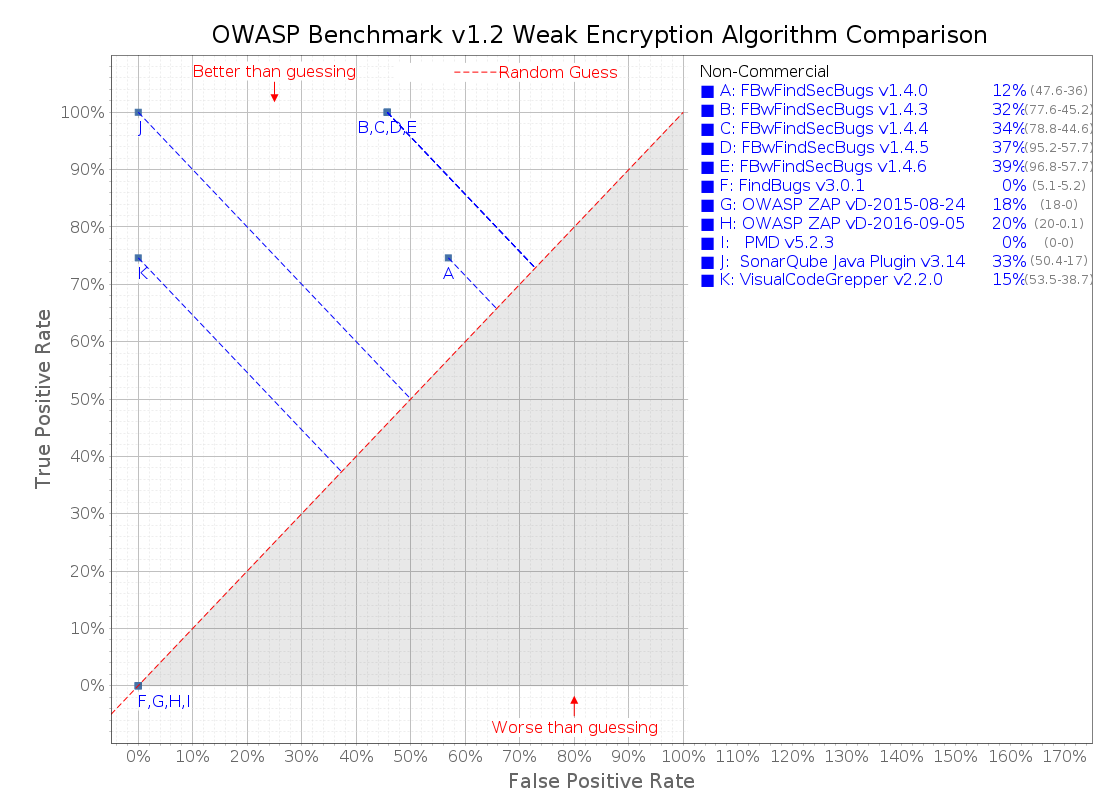 OWASP Benchmark v1.2 Weak Encryption Algorithm Comparison
Better than guessing
Random Guess
Non-Commercial
A: FBwFindSecBugs v1.4.0 12% (47.6-36)
B: FBwFindSecBugs v1.4.3 32% (77.6-45.2)
C: FBwFindSecBugs v1.4.4 34% (78.8-44.6)
D: FBwFindSecBugs v1.4.5 37% (95.2-57.7)
E: FBwFindSecBugs v1.4.6 39% (96.8-57.7)
F: FindBugs v3.0.1 0% (5.1-5.2)
G: OWASP ZAP vD-2015-08-24 18% (18-0)
H: OWASP ZAP vD-2016-09-05 20% (20-0.1)
I: PMD v5.2.3 0% (0-0)
J: SonarQube Java Plugin v3.14 33% (50.4-17)
K: VisualCodeGrepper v2.2.0 15% (53.5-38.7)
100%
90%
80%
70%
60%
50%
40%
30%
20%
10%
0%
True Positive Rate
J
B,C,D,E
K
A
F,G,H,I
Worse than guessing
0% 10% 20% 30% 40% 50% 60% 70% 80% 90% 100% 110% 120% 130% 140% 150% 160% 170%
False Positive Rate